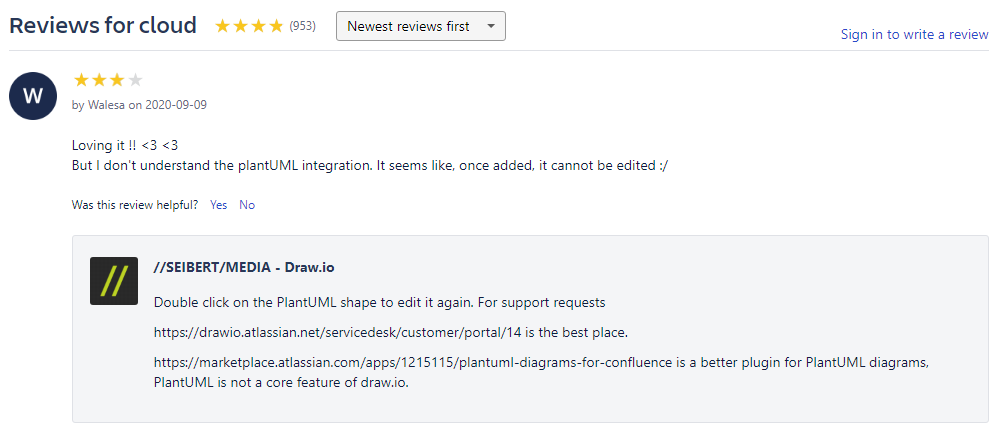 Reviews for cloud (953) Newest reviews first
Sign in to write a review
W
by Walesa on 2020-09-09
Loving it !! <3 <3
But I don't understand the plantUML integration. It seems like, once added, it cannot be edited :/
Was this review helpful? Yes No
//
//SEIBERT/MEDIA - Draw.io
Double click on the PlantUML shape to edit it again. For support requests
https://drawio.atlassian.net/servicedesk/customer/portal/14 is the best place.
https://marketplace.atlassian.com/apps/1215115/plantuml-diagrams-for-confluence is a better plugin for PlantUML diagrams,
PlantUML is not a core feature of draw.io.